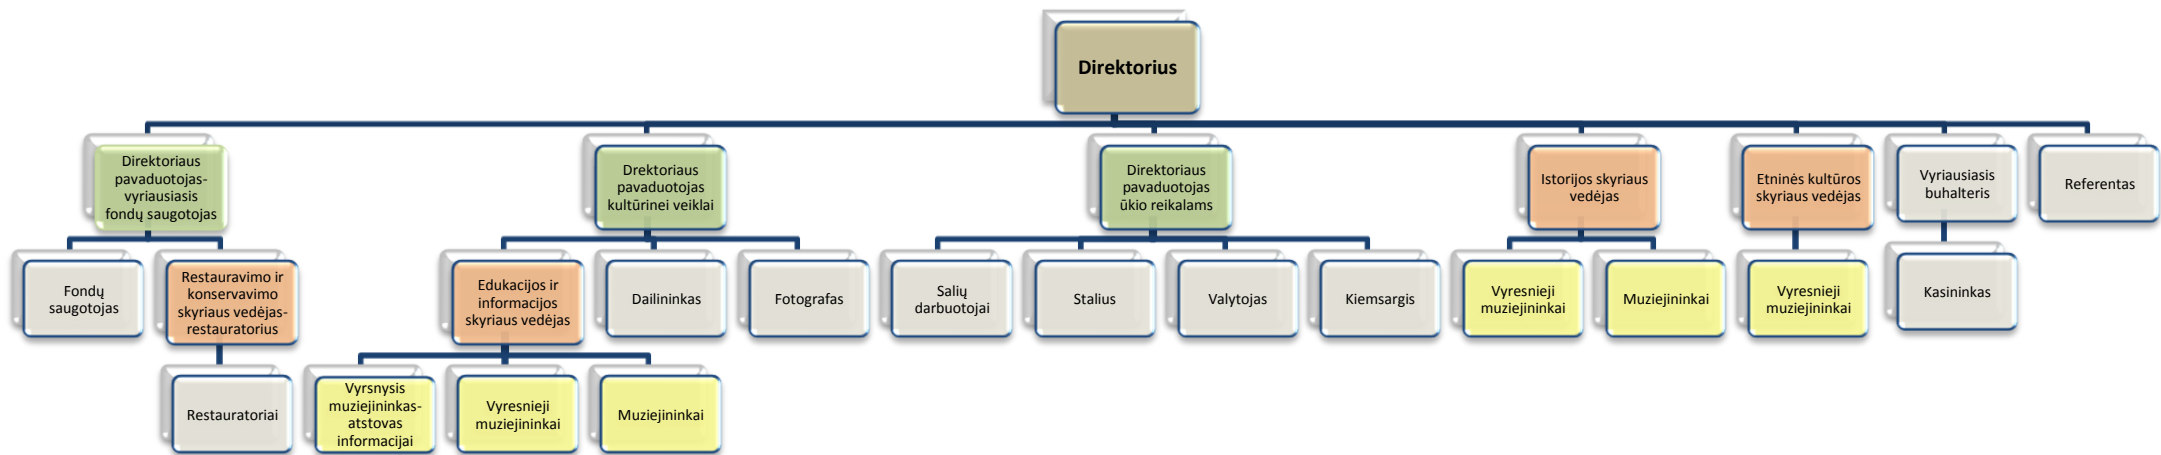 Direktorius
Direktoriaus
pavaduotojas-
vyriausiasis
fondų saugotojas
Drektoriaus
pavaduotojas
kultūrinei veiklai
Direktoriaus
pavaduotojas
ūkio reikalams
Istorijos skyriaus
vedėjas
Etninės kultūros
skyriaus vedėjas
Vyriausiasis
buhalteris
Referentas
Fondų
saugotojas
Restauravimo ir
konservavimo
skyriaus vedėjas-
restauratorius
Edukacijos ir
informacijos
skyriaus vedėjas
Dailininkas
Fotografas
Salių
darbuotojai
Stalius
Valytojas
Kiemsargis
Vyresnieji
muziejininkai
Muziejininkai
Vyresnieji
muziejininkai
Kasininkas
Restauratoriai
Vyrsnysis
muziejininkas-
atstovas
informacijai
Vyresnieji
muziejininkai
Muziejininkai